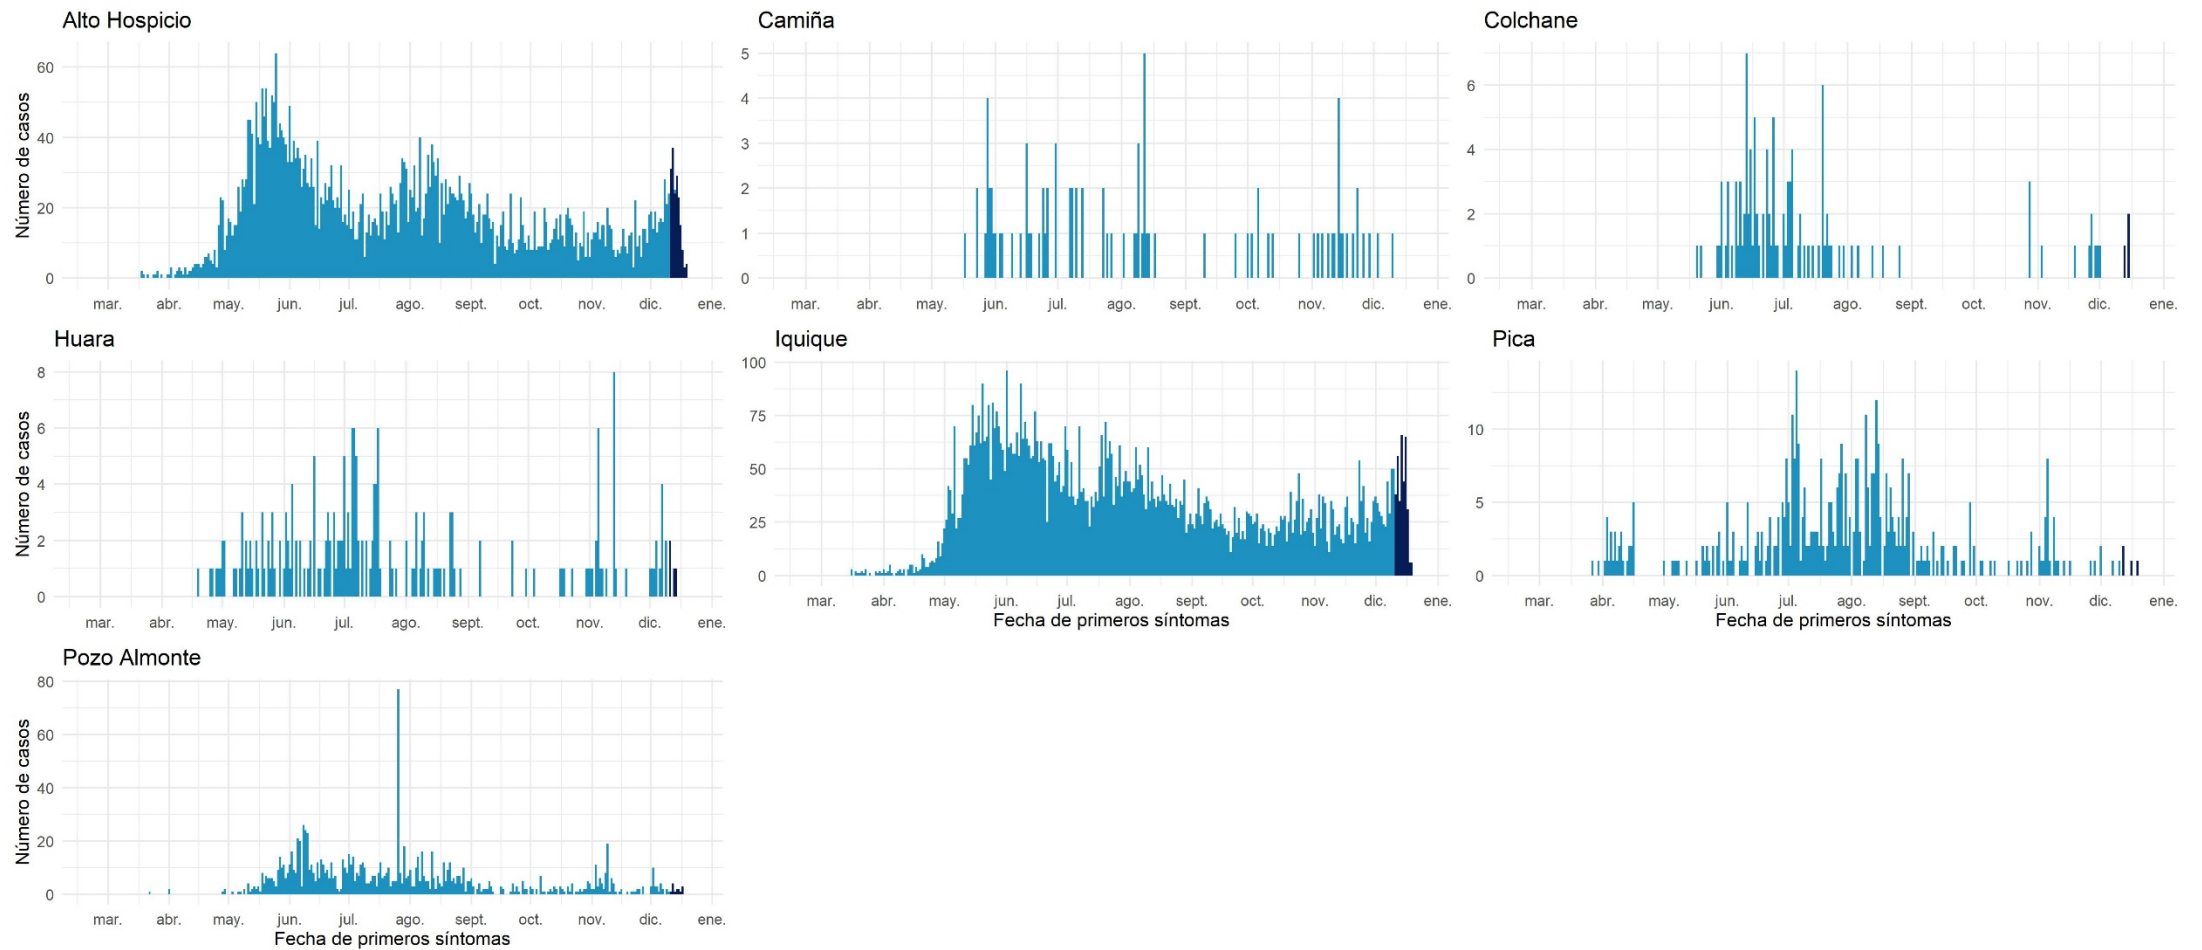 Alto Hospicio
Número de casos
60
40
20
0
mar. abr. may. jun. jul. ago. sept. oct. nov. dic. ene.
Camiña
5
4
3
2
1
0
mar. abr. may. jun. jul. ago. sept. oct. nov. dic. ene.
Colchane
6
4
2
0
mar. abr. may. jun. jul. ago. sept. oct. nov. dic. ene.
Huara
Número de casos
8
6
4
2
0
mar. abr. may. jun. jul. ago. sept. oct. nov. dic. ene.
Iquique
100
75
50
25
0
mar. abr. may. jun. jul. ago. sept. oct. nov. dic. ene.
Fecha de primeros síntomas
Pica
10
5
0
mar. abr. may. jun. jul. ago. sept. oct. nov. dic. ene.
Fecha de primeros síntomas
Pozo Almonte
Número de casos
80
60
40
20
0
mar. abr. may. jun. jul. ago. sept. oct. nov. dic. ene.
Fecha de primeros síntomas